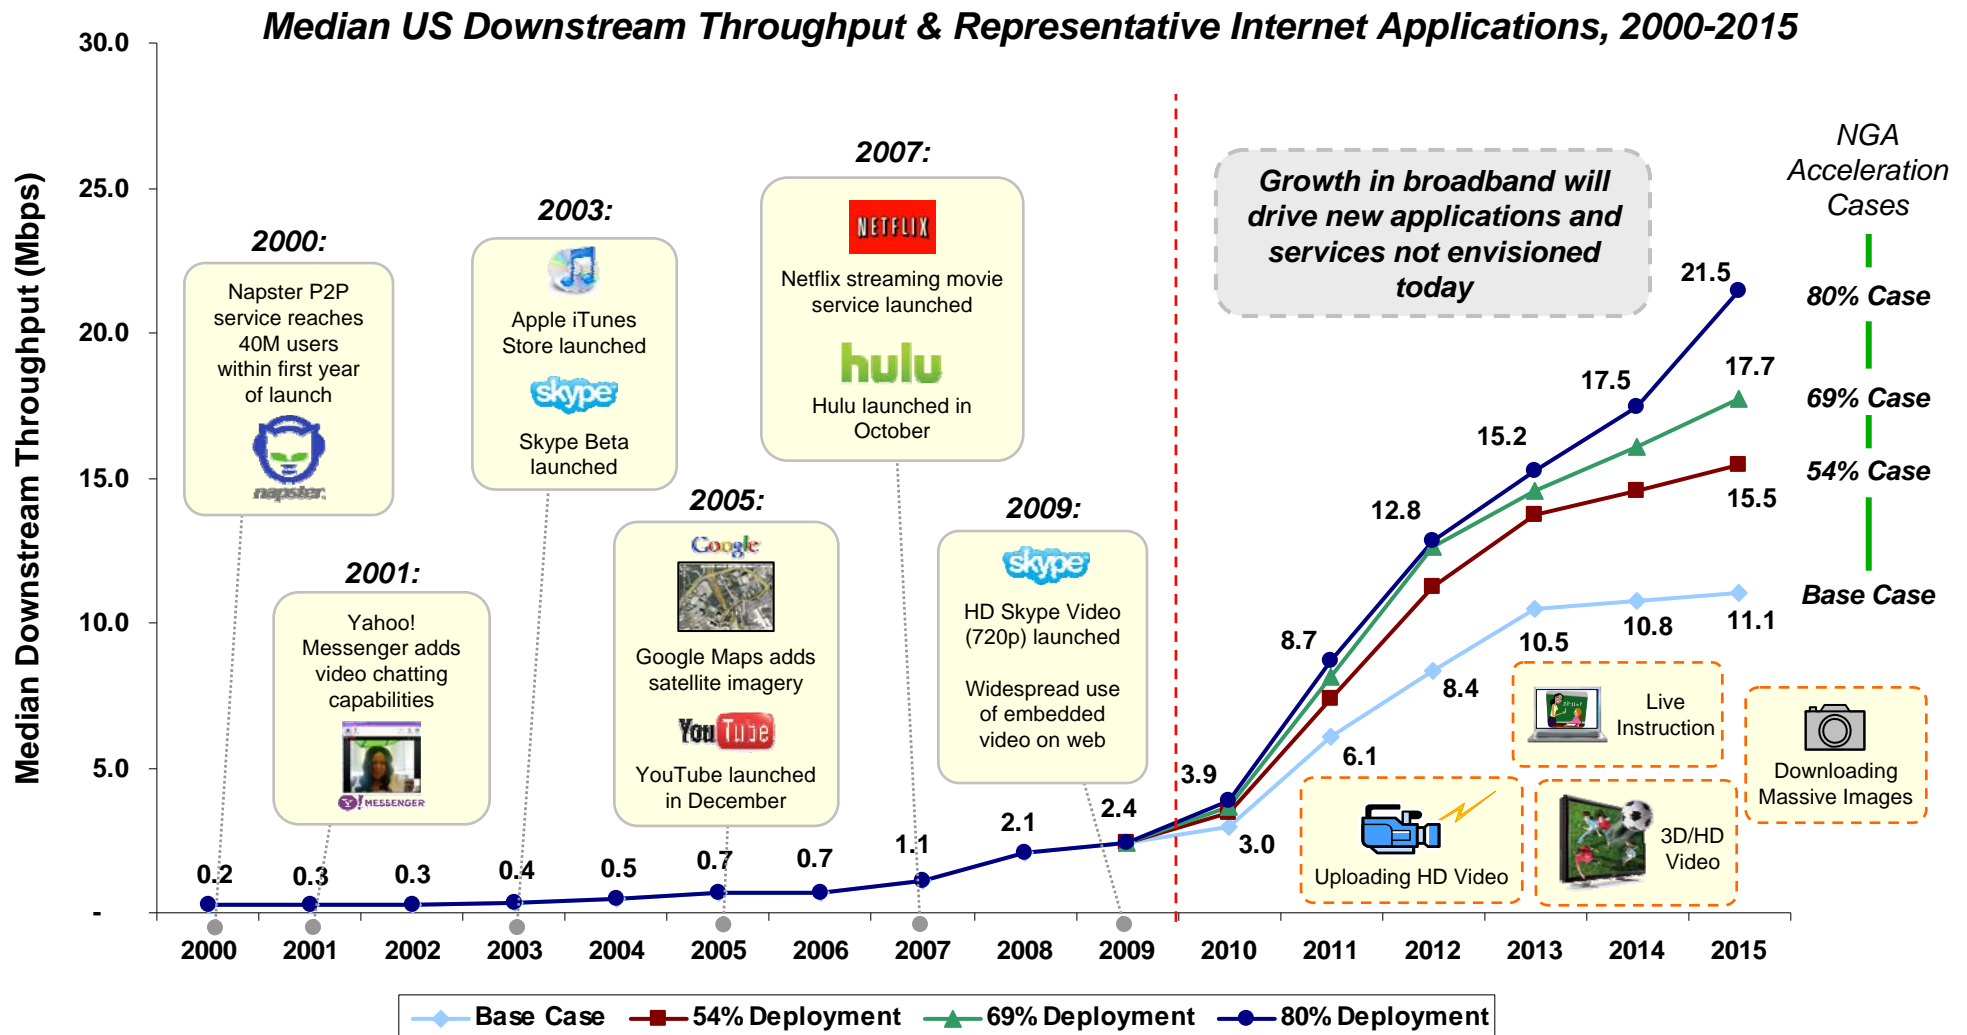 Median US Downstream Throughput & Representative Internet Applications, 2000-2015
Median Downstream Throughput (Mbps)
30.0
25.0
20.0
15.0
10.0
5.0
-
2000:
Napster P2P
service reaches
40M users
within first year
of launch
napster.
2001:
Yahoo!
Messenger adds
video chatting
capabilities
Y! MESSENGER
2003:
Apple iTunes
Store launched
skype
Skype Beta
launched
2005:
Google
Google Maps adds
satellite imagery
YouTube
YouTube launched
in December
2007:
NETFLIX
Netflix streaming movie
service launched
hulu
Hulu launched in
October
2009:
skype
HD Skype Video
(720p) launched
Widespread use
of embedded
video on web
Growth in broadband will
drive new applications and
services not envisioned
today
NGA
Acceleration
Cases
80% Case
69% Case
54% Case
Base Case
0.2
0.3
0.3
0.4
0.5
0.7
0.7
1.1
2.1
2.4
3.9
8.7
12.8
15.2
17.5
21.5
17.7
15.5
3.0
6.1
8.4
10.5
10.8
11.1
Uploading HD Video
Live
Instruction
3D/HD
Video
Downloading
Massive Images
2000 2001 2002 2003 2004 2005 2006 2007 2008 2009 2010 2011 2012 2013 2014 2015
Base Case 54% Deployment 69% Deployment 80% Deployment